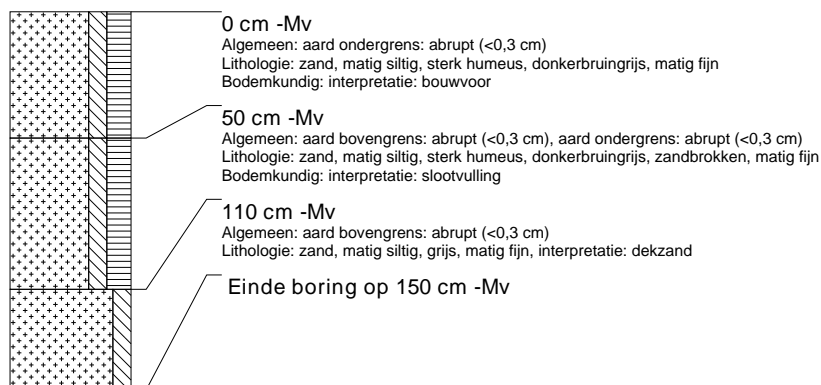 0 cm -Mv
Algemeen: aard ondergrens: abrupt (<0,3 cm)
Lithologie: zand, matig siltig, sterk humeus, donkerbruingrijs, matig fijn
Bodemkundig: interpretatie: bouwvoor
50 cm -Mv
Algemeen: aard bovengrens: abrupt (<0,3 cm), aard ondergrens: abrupt (<0,3 cm)
Lithologie: zand, matig siltig, sterk humeus, donkerbruingrijs, zandbrokken, matig fijn
Bodemkundig: interpretatie: slootvulling
110 cm -Mv
Algemeen: aard bovengrens: abrupt (<0,3 cm)
Lithologie: zand, matig siltig, grijs, matig fijn, interpretatie: dekzand
Einde boring op 150 cm -Mv